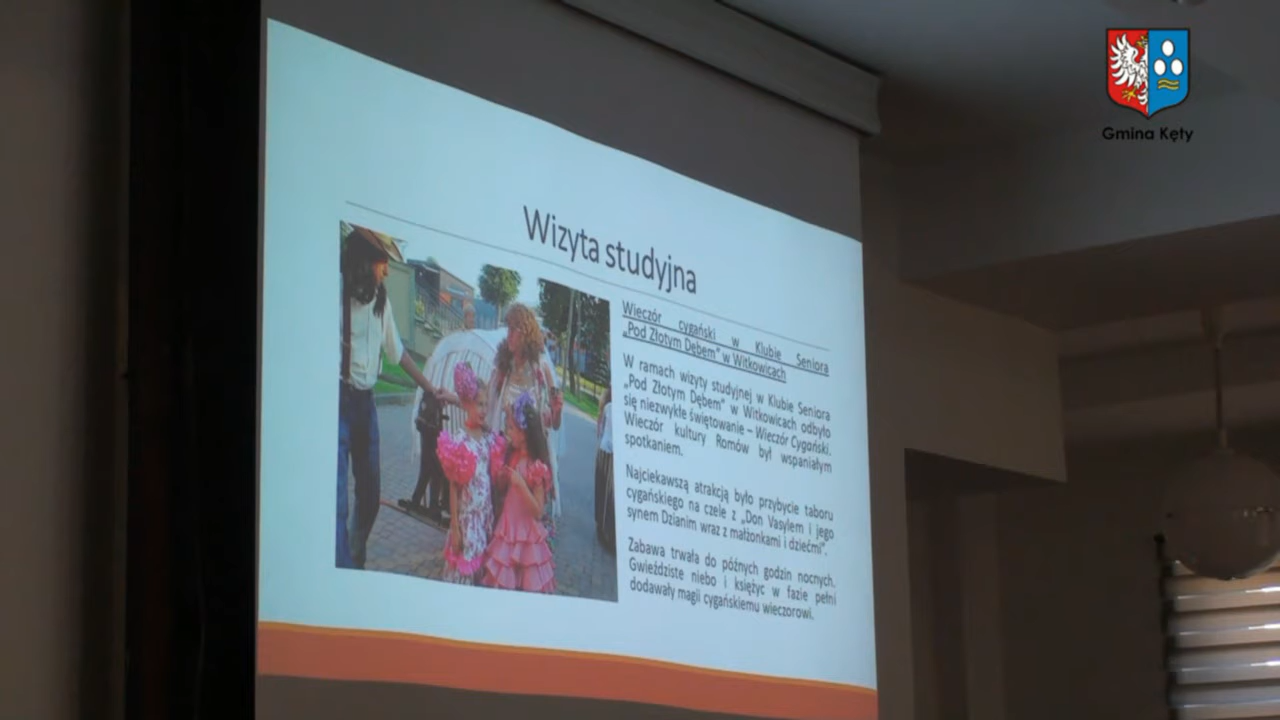 Gmina Kęty
Wizyta studyjna
Wieczór cygański w Klubie Seniora
„Pod Złotym Dębem" w Witkowicach
W ramach wizyty studyjnej w Klubie Seniora
„Pod Złotym Dębem" w Witkowicach odbyło
się niezwykłe świętowanie – Wieczór Cygański.
Wieczór kultury Romów był wspaniałym
spotkaniem.
Najciekawszą atrakcją było przybycie taboru
cygańskiego na czele z „Don Vasylem i jego
synem Dzianim wraz z małżonkami i dziećmi".
Zabawa trwała do późnych godzin nocnych.
Gwieździste niebo i księżyc w fazie pełni
dodawały magii cygańskiemu wieczorowi.